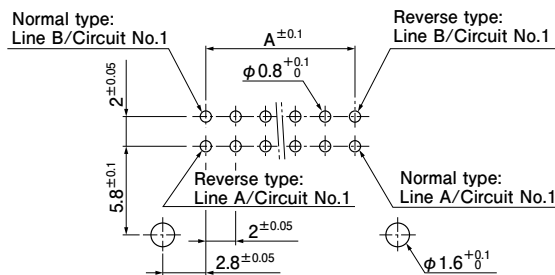 Normal type:
Line B/Circuit No.1
A±0.1
Reverse type:
Line B/Circuit No.1
φ0.8 +0.1 0
2±0.05
5.8±0.1
Reverse type:
Line A/Circuit No.1
Normal type:
Line A/Circuit No.1
2±0.05
2.8±0.05
φ1.6 +0.1 0